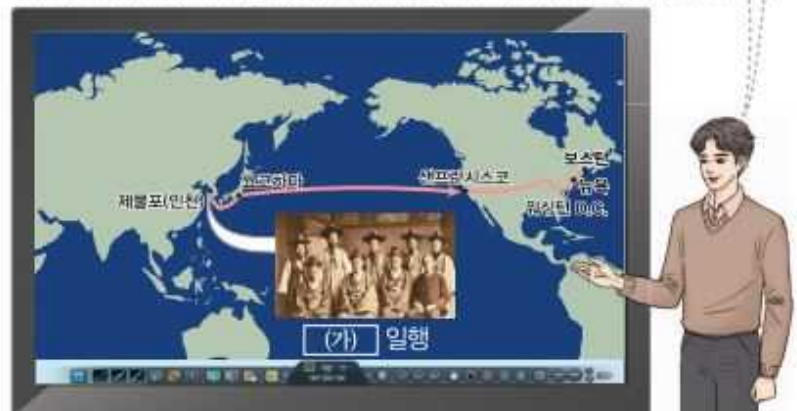 보스턴
요코하마
샌프란시스코
뉴욕
제물포(인천)
워싱턴 D.C.
(가) 일행